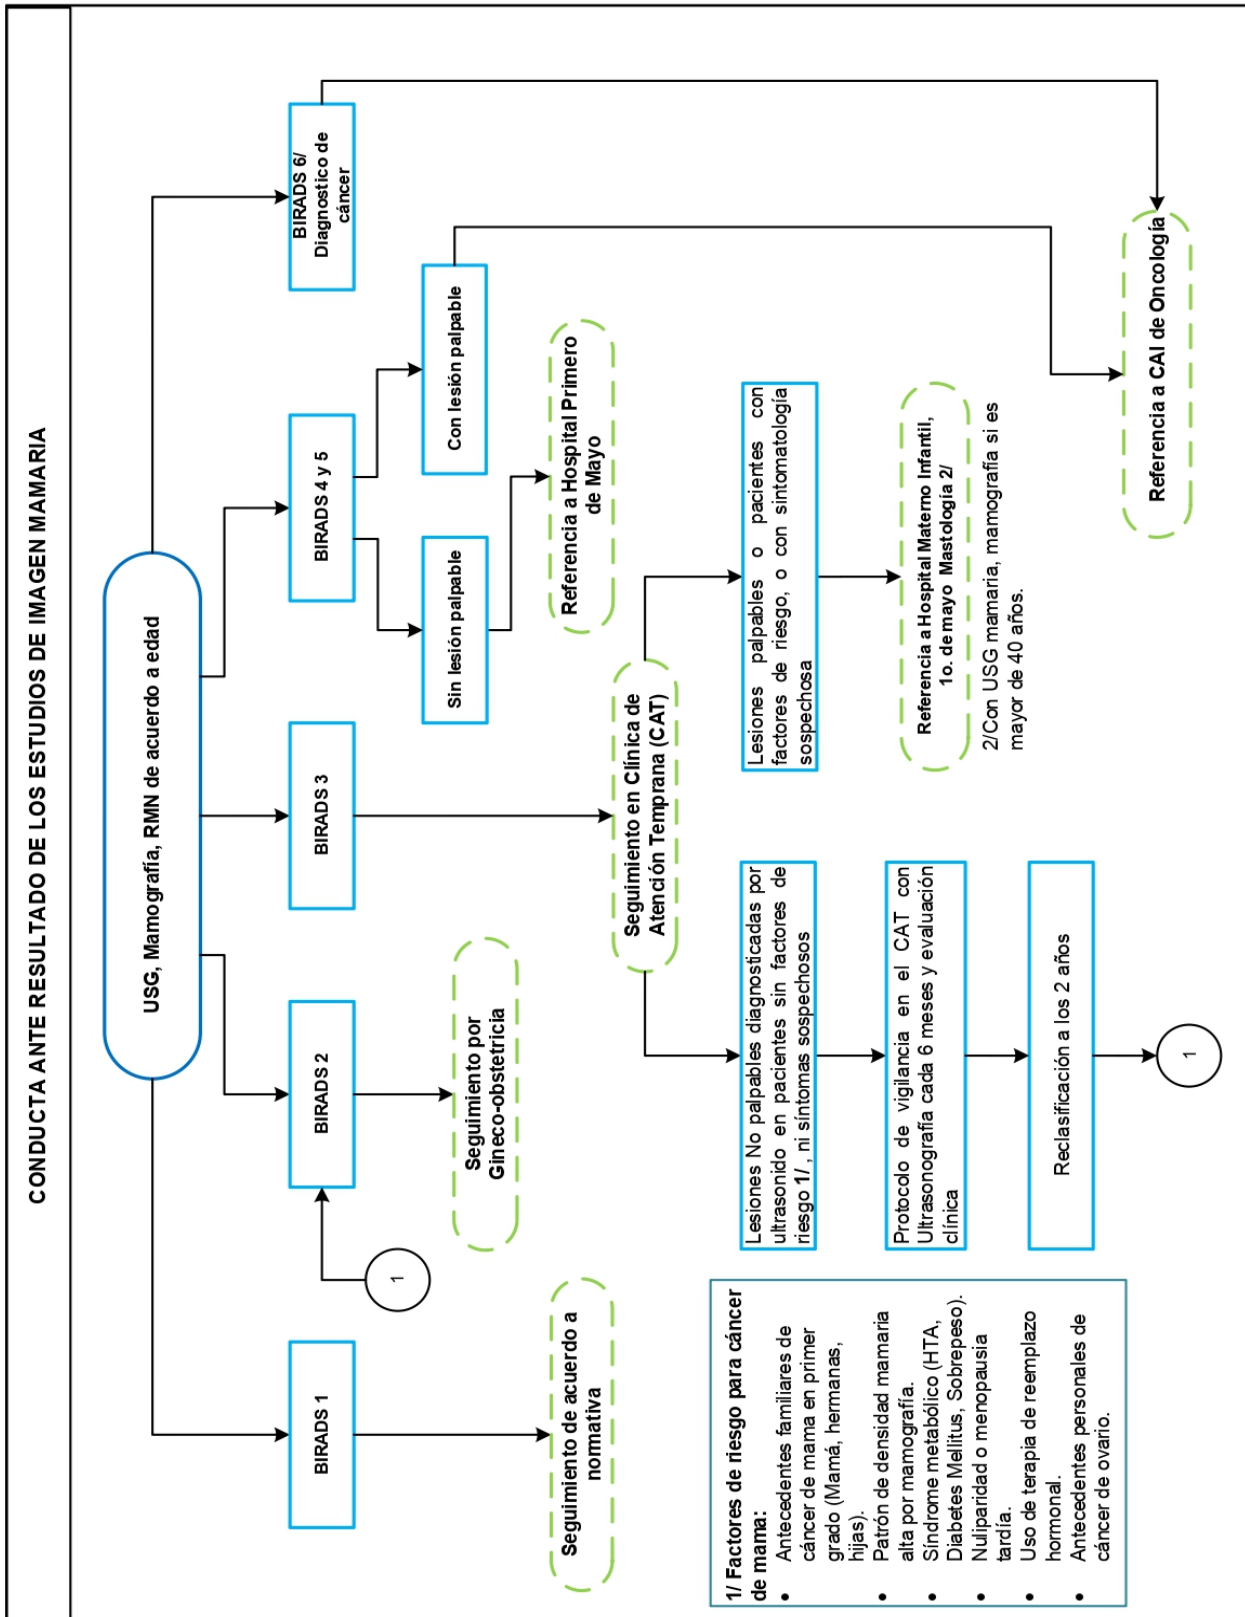 CONDUCTA ANTE RESULTADO DE LOS ESTUDIOS DE IMAGEN MAMARIA
USG, Mamografía, RMN de acuerdo a edad
BIRADS 1
BIRADS 2
BIRADS 3
BIRADS 4 y 5
BIRADS 6/
Diagnostico de
cáncer
1
Sin lesión palpable
Con lesión palpable
Seguimiento de acuerdo a
normativa
Seguimiento por
Gineco-obstetricia
Referencia a Hospital Primero
de Mayo
Seguimiento en Clínica de
Atención Temprana (CAT)
Lesiones No palpables diagnosticadas por
ultrasonido en pacientes sin factores de
riesgo 1/ , ni síntomas sospechosos
Lesiones palpables o pacientes con
factores de riesgo, o con sintomatología
sospechosa
Protocolo de vigilancia en el CAT con
Ultrasonografía cada 6 meses y evaluación
clínica
Referencia a Hospital Materno Infantil,
1o. de mayo Mastología 2/
2/Con USG mamaria, mamografía si es
mayor de 40 años.
Reclasificación a los 2 años
1
Referencia a CAI de Oncología
1/ Factores de riesgo para cáncer
de mama:
• Antecedentes familiares de
cáncer de mama en primer
grado (Mamá, hermanas,
hijas).
• Patrón de densidad mamaria
alta por mamografía.
• Síndrome metabólico (HTA,
Diabetes Mellitus, Sobrepeso).
• Nuliparidad o menopausia
tardía.
• Uso de terapia de reemplazo
hormonal.
• Antecedentes personales de
cáncer de ovario.